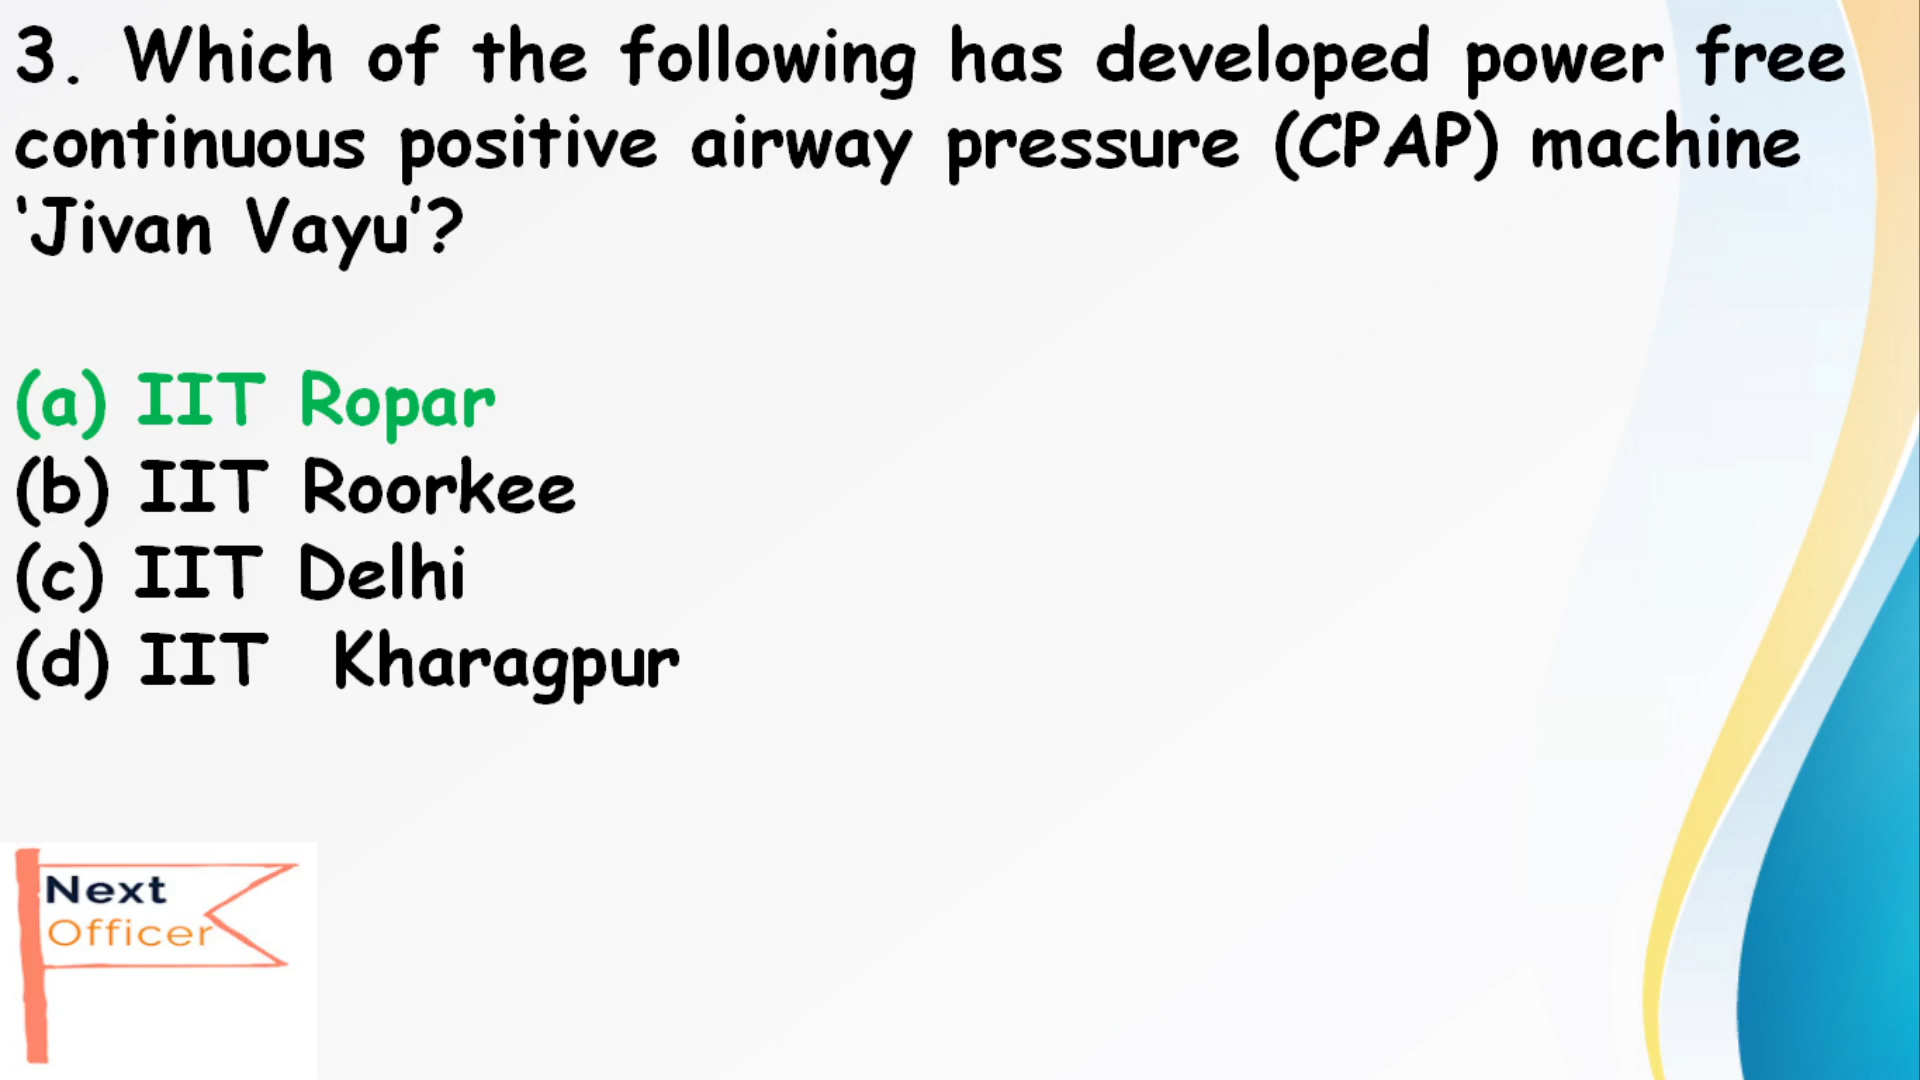 3. Which of the following has developed power free
continuous positive airway pressure (CPAP) machine
‘Jivan Vayu’?
(a) IIT Ropar
(b) IIT Roorkee
(c) IIT Delhi
(d) IIT Kharagpur
Next
Officer